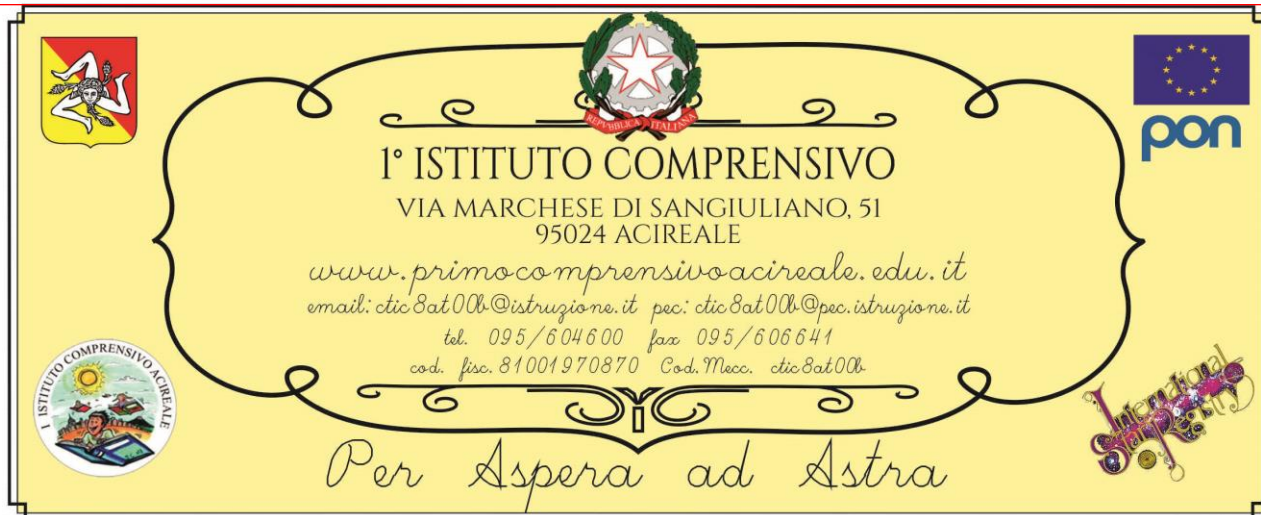 REPVBBLICA ITALIANA
pon
1° ISTITUTO COMPRENSIVO
VIA MARCHESE DI SANGIULIANO, 51
95024 ACIREALE
www.primocomprensivoacireale.edu.it
email: ctic8at00b@istruzione.it pec: ctic8at00b@pec.istruzione.it
tel. 095/604600 fax 095/606641
cod. fisc. 81001970870 Cod. Mecc. ctic8at00b
1 ISTITUTO COMPRENSIVO ACIREALE
International
Star Registry
Per Aspera ad Astra